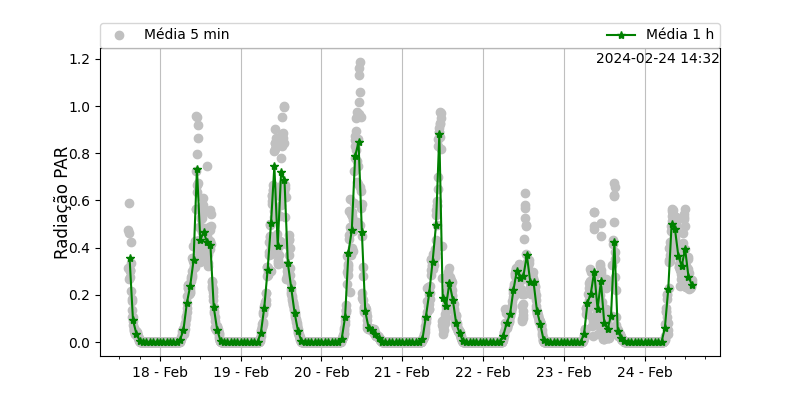 Média 5 min
Média 1 h
2024-02-24 14:32
Radiação PAR
1.2
1.0
0.8
0.6
0.4
0.2
0.0
18 - Feb
19 - Feb
20 - Feb
21 - Feb
22 - Feb
23 - Feb
24 - Feb